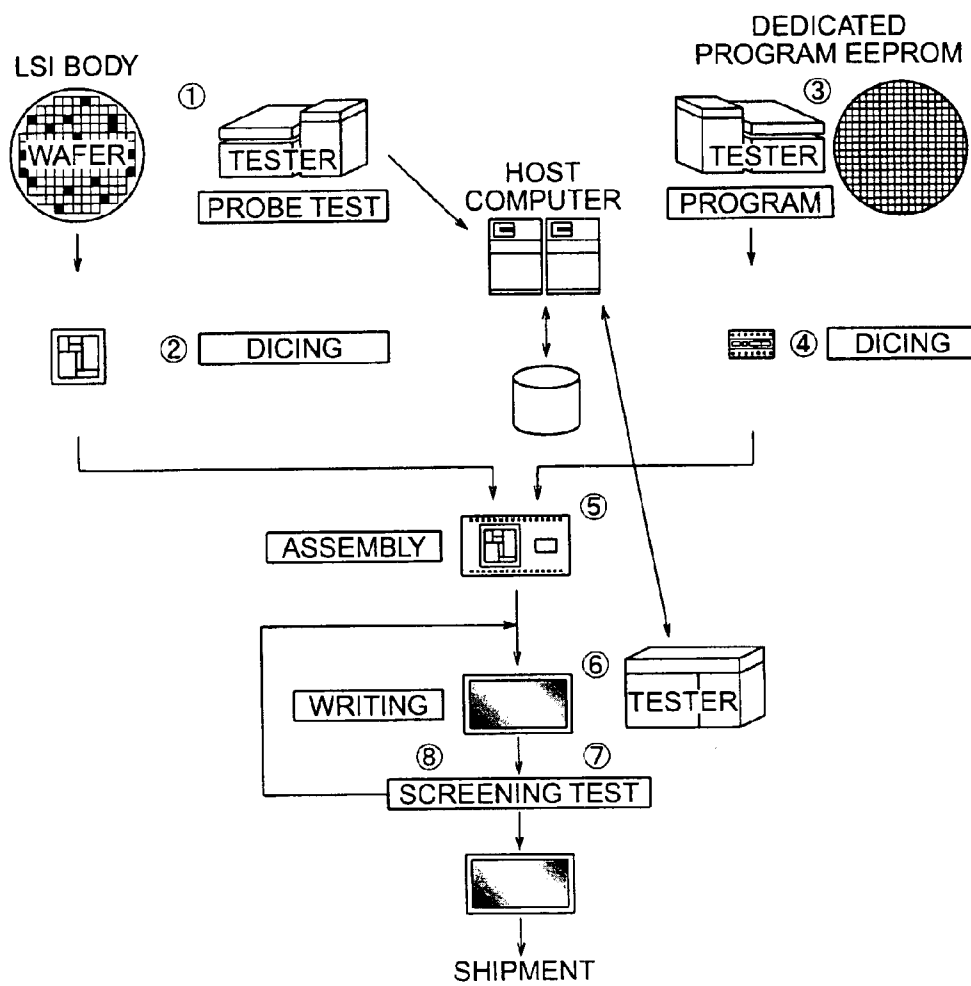 DEDICATED
PROGRAM EEPROM
LSI BODY
①
③
WAFER
TESTER
TESTER
HOST
COMPUTER
PROBE TEST
PROGRAM
②
DICING
④
DICING
⑤
ASSEMBLY
⑥
WRITING
TESTER
⑧
⑦
SCREENING TEST
SHIPMENT